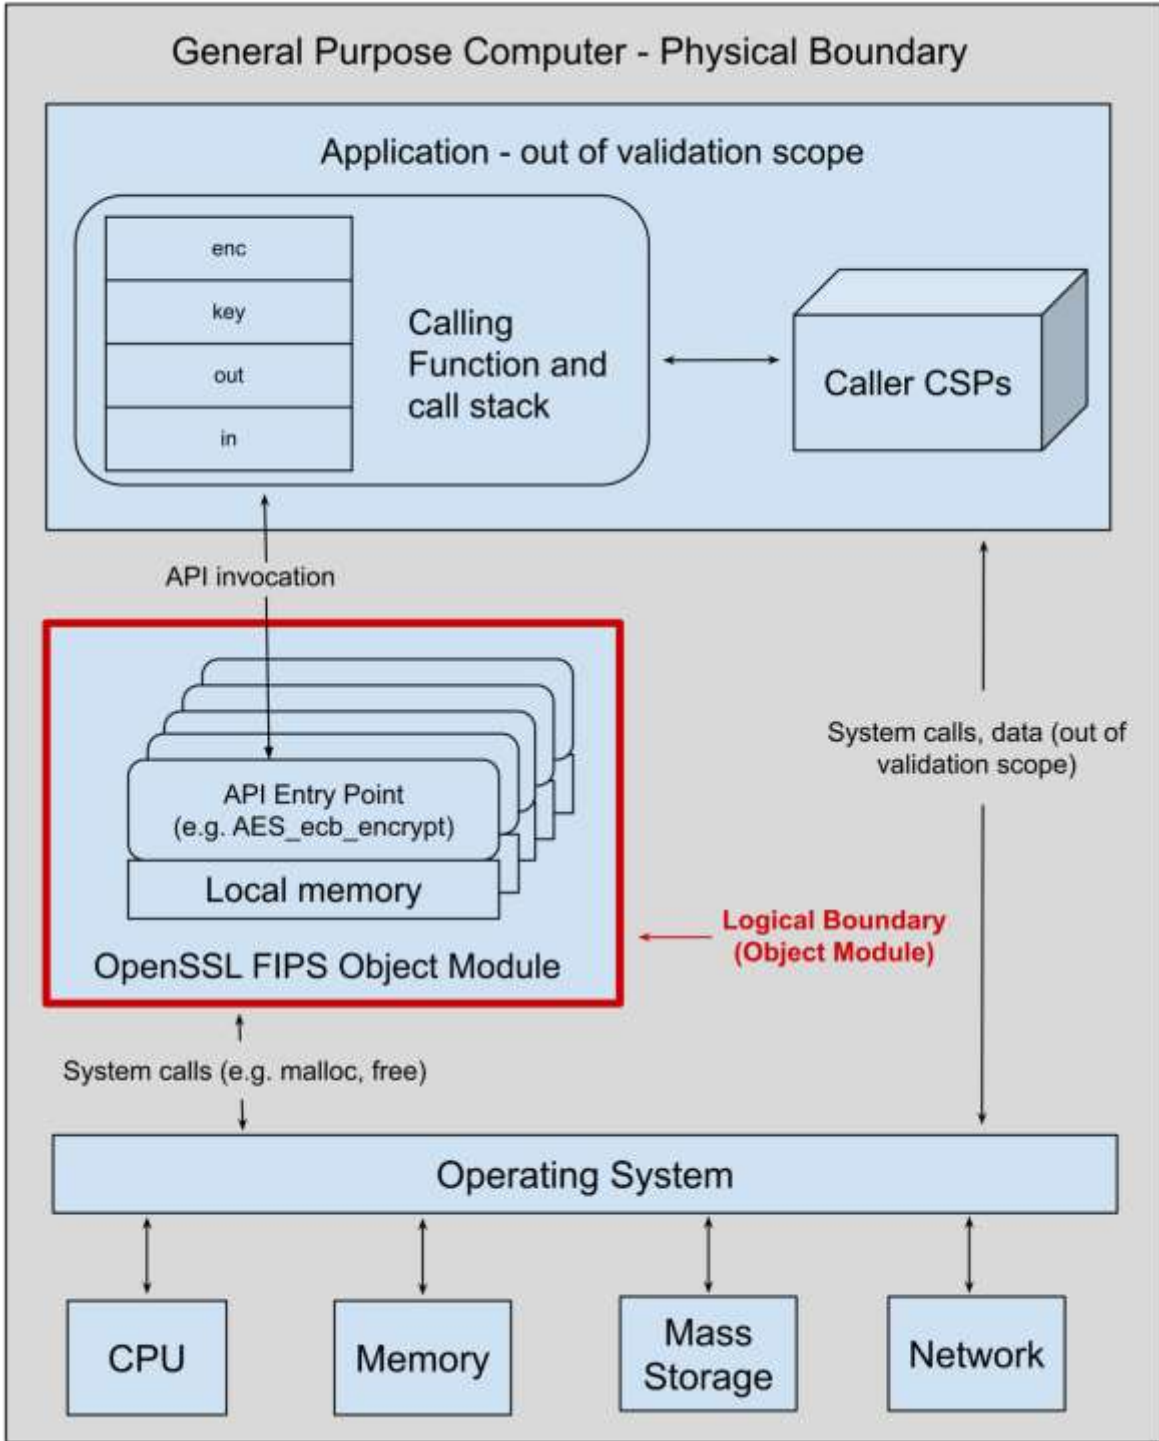 General Purpose Computer - Physical Boundary
Application - out of validation scope
enc
key
out
in
Calling
Function and
call stack
Caller CSPs
API invocation
API Entry Point
(e.g. AES_ecb_encrypt)
Local memory
OpenSSL FIPS Object Module
Logical Boundary
(Object Module)
System calls, data (out of
validation scope)
System calls (e.g. malloc, free)
Operating System
CPU
Memory
Mass
Storage
Network